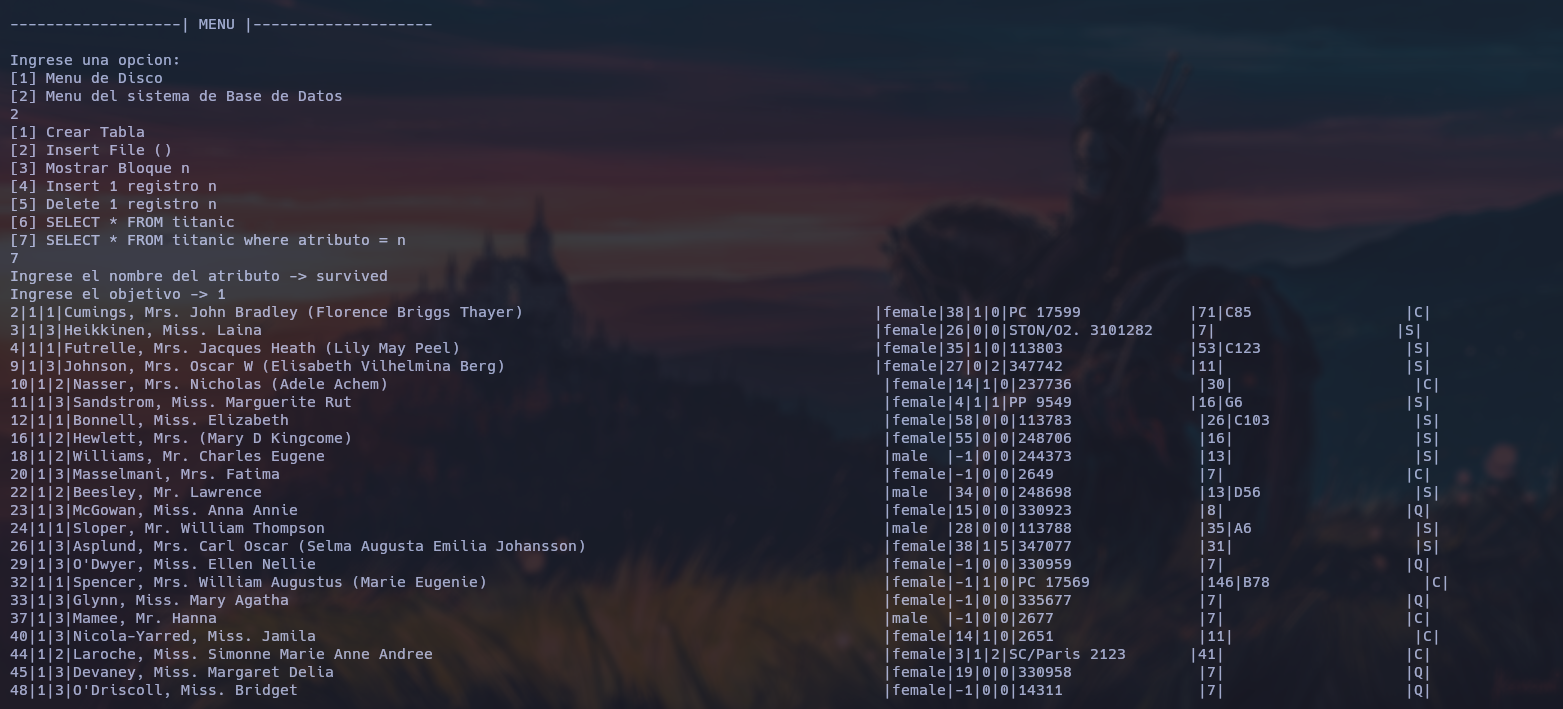 -------------------| MENU |--------------------
Ingrese una opcion:
[1] Menu de Disco
[2] Menu del sistema de Base de Datos
2
[1] Crear Tabla
[2] Insert File ()
[3] Mostrar Bloque n
[4] Insert 1 registro n
[5] Delete 1 registro n
[6] SELECT * FROM titanic
[7] SELECT * FROM titanic where atributo = n
7
Ingrese el nombre del atributo -> survived
Ingrese el objetivo -> 1
2|1|1|Cumings, Mrs. John Bradley (Florence Briggs Thayer) |female|38|1|0|PC 17599 |71|C85 |C|
3|1|3|Heikkinen, Miss. Laina |female|26|0|0|STON/O2. 3101282 |7| |S|
4|1|1|Futrelle, Mrs. Jacques Heath (Lily May Peel) |female|35|1|0|113803 |53|C123 |S|
9|1|3|Johnson, Mrs. Oscar W (Elisabeth Vilhelmina Berg) |female|27|0|2|347742 |11| |S|
10|1|2|Nasser, Mrs. Nicholas (Adele Achem) |female|14|1|0|237736 |30| |C|
11|1|3|Sandstrom, Miss. Marguerite Rut |female|4|1|1|PP 9549 |16|G6 |S|
12|1|1|Bonnell, Miss. Elizabeth |female|58|0|0|113783 |26|C103 |S|
16|1|2|Hewlett, Mrs. (Mary D Kingcome) |female|55|0|0|248706 |16| |S|
18|1|2|Williams, Mr. Charles Eugene |male |-1|0|0|244373 |13| |S|
20|1|3|Masselmani, Mrs. Fatima |female|-1|0|0|2649 |7| |C|
22|1|2|Beesley, Mr. Lawrence |male |34|0|0|248698 |13|D56 |S|
23|1|3|McGowan, Miss. Anna Annie |female|15|0|0|330923 |8| |Q|
24|1|1|Sloper, Mr. William Thompson |male |28|0|0|113788 |35|A6 |S|
26|1|3|Asplund, Mrs. Carl Oscar (Selma Augusta Emilia Johansson) |female|38|1|5|347077 |31| |S|
29|1|3|O'Dwyer, Miss. Ellen Nellie |female|-1|0|0|330959 |7| |Q|
32|1|1|Spencer, Mrs. William Augustus (Marie Eugenie) |female|-1|1|0|PC 17569 |146|B78 |C|
33|1|3|Glynn, Miss. Mary Agatha |female|-1|0|0|335677 |7| |Q|
37|1|3|Mamee, Mr. Hanna |male |-1|0|0|2677 |7| |C|
40|1|3|Nicola-Yarred, Miss. Jamila |female|14|1|0|2651 |11| |C|
44|1|2|Laroche, Miss. Simonne Marie Anne Andree |female|3|1|2|SC/Paris 2123 |41| |C|
45|1|3|Devaney, Miss. Margaret Delia |female|19|0|0|330958 |7| |Q|
48|1|3|O'Driscoll, Miss. Bridget |female|-1|0|0|14311 |7| |Q|